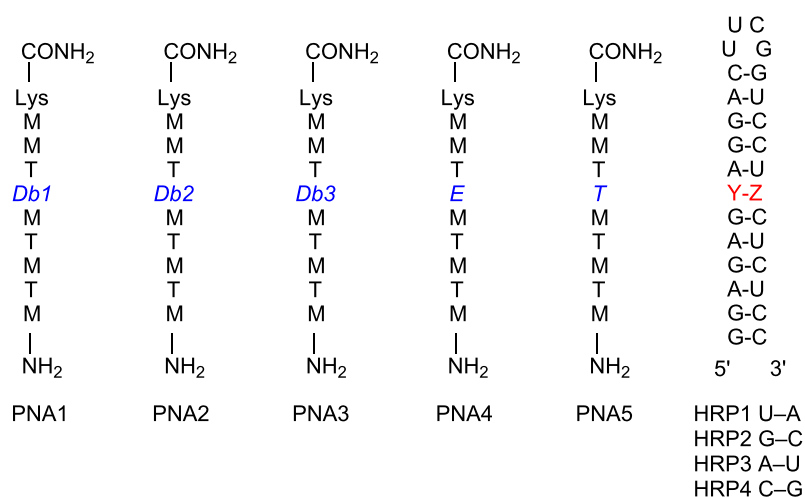 U C
CONH2 CONH2 CONH2 CONH2 CONH2 U G
C-G
Lys Lys Lys Lys Lys A-U
M M M M M G-C
M M M M M G-C
T T T T T A-U
Db1 Db2 Db3 E T Y-Z
M M M M M G-C
T T T T T A-U
M M M M M G-C
T T T T T A-U
M M M M M G-C
G-C
NH2 NH2 NH2 NH2 NH2 5' 3'
PNA1 PNA2 PNA3 PNA4 PNA5 HRP1 U–A
HRP2 G–C
HRP3 A–U
HRP4 C–G